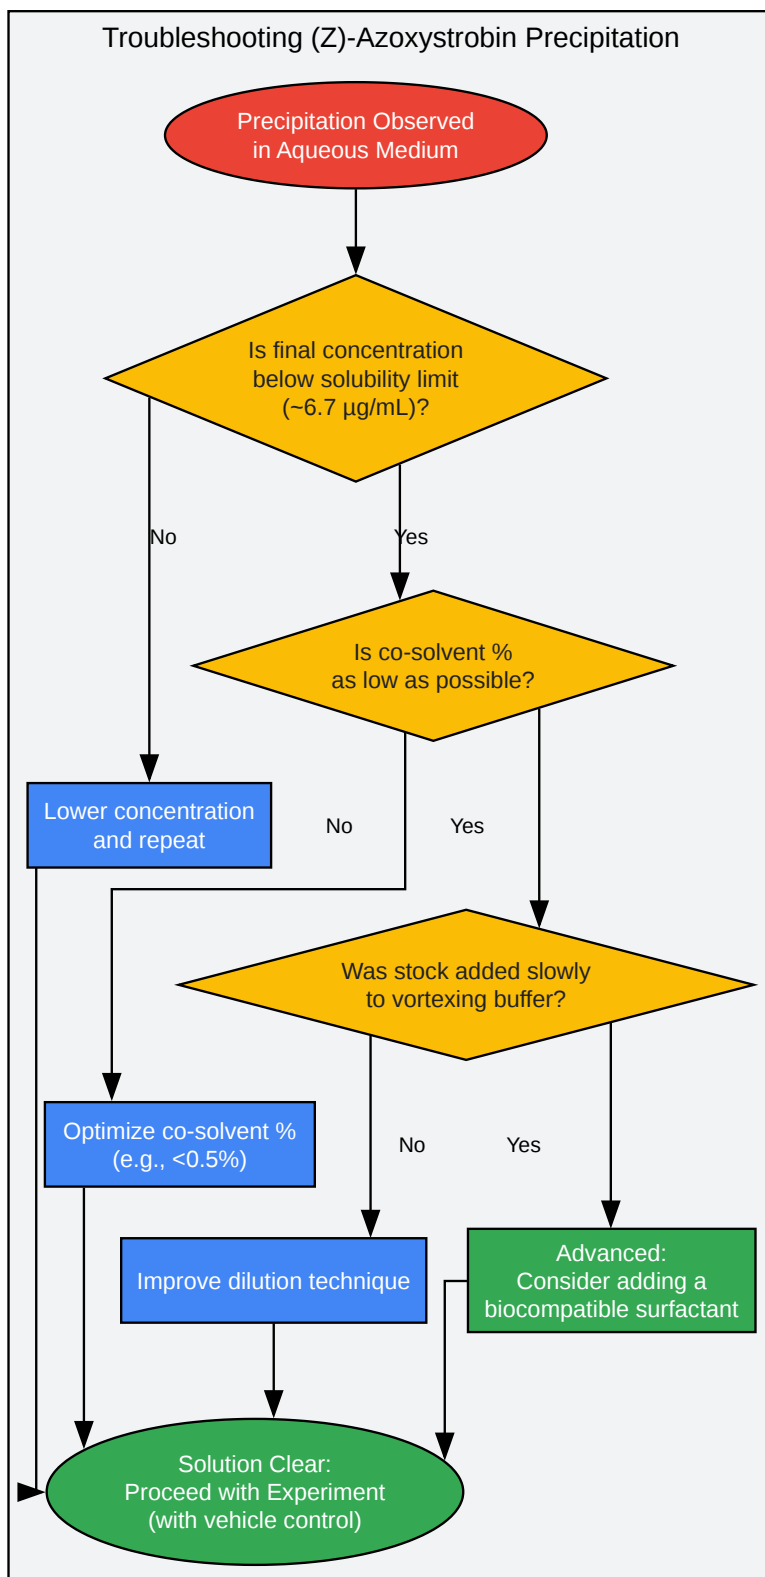 Troubleshooting (Z)-Azoxystrobin Precipitation
Precipitation Observed
in Aqueous Medium
Is final concentration
below solubility limit
(~6.7 µg/mL)?
No
Yes
Is co-solvent %
as low as possible?
Lower concentration
and repeat
No
Yes
Was stock added slowly
to vortexing buffer?
Optimize co-solvent %
(e.g., <0.5%)
No
Yes
Improve dilution technique
Advanced:
Consider adding a
biocompatible surfactant
Solution Clear:
Proceed with Experiment
(with vehicle control)